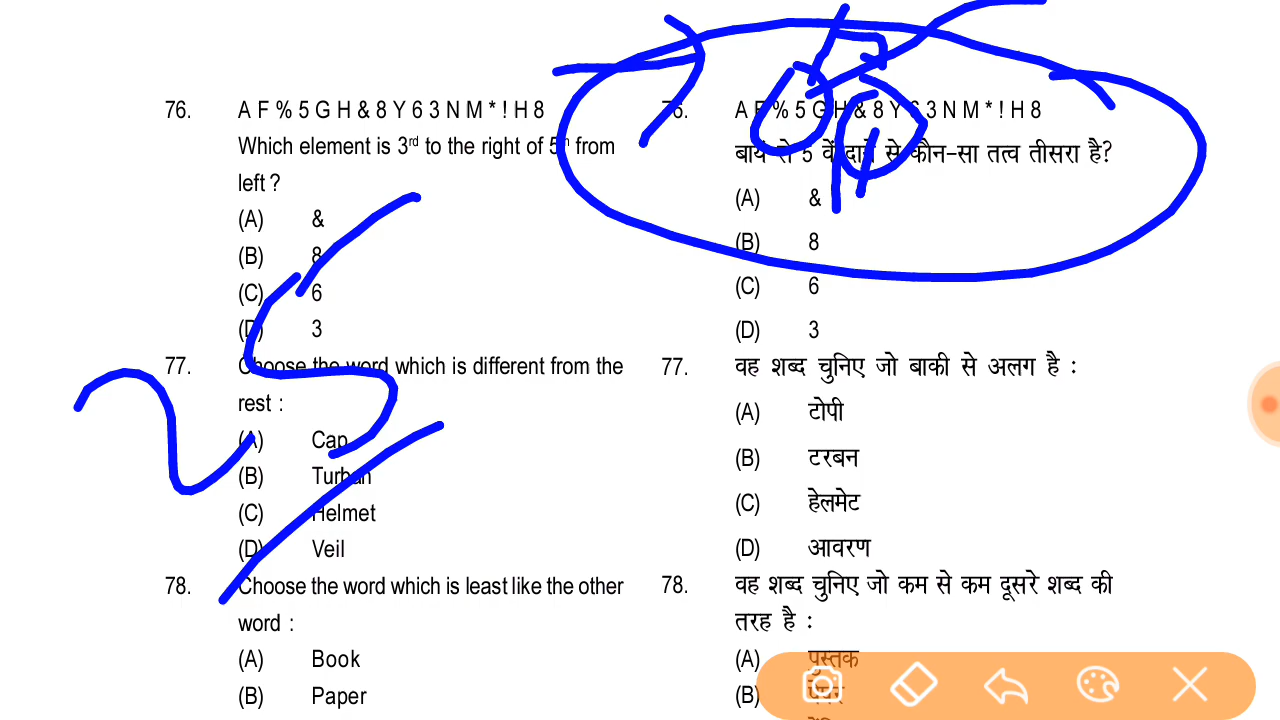 76. A F % 5 G H & 8 Y 6 3 N M * ! H 8
Which element is 3rd to the right of 5th from
left ?
(A) &
(B) 8
(C) 6
(D) 3
77. Choose the word which is different from the
rest :
(A) Cap
(B) Turban
(C) Helmet
(D) Veil
78. Choose the word which is least like the other
word :
(A) Book
(B) Paper
76. A F % 5 G H & 8 Y 6 3 N M * ! H 8
बायें से 5 वें दायें से कौन-सा तत्व तीसरा है?
(A) &
(B) 8
(C) 6
(D) 3
77. वह शब्द चुनिए जो बाकी से अलग है :
(A) टोपी
(B) टरबन
(C) हेलमेट
(D) आवरण
78. वह शब्द चुनिए जो कम से कम दूसरे शब्द की
तरह है :
(A) पुस्तक
(B) पेपर